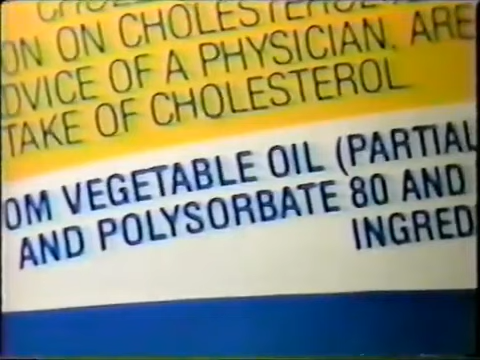 ON ON CHOLESTEROL
DVICE OF A PHYSICIAN. ARE
TAKE OF CHOLESTEROL
OM VEGETABLE OIL (PARTIAL
AND POLYSORBATE 80 AND
INGRED